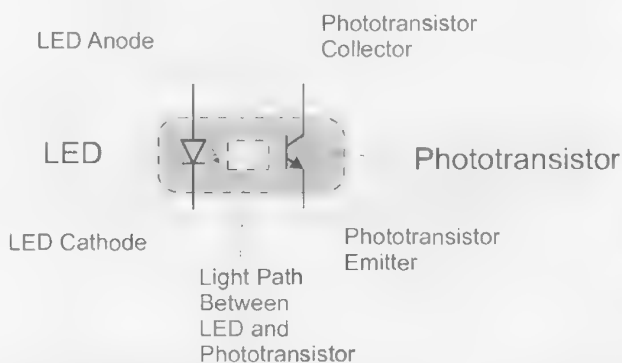 LED Anode
Phototransistor
Collector
LED
Phototransistor
LED Cathode
Phototransistor
Emitter
Light Path
Between
LED and
Phototransistor